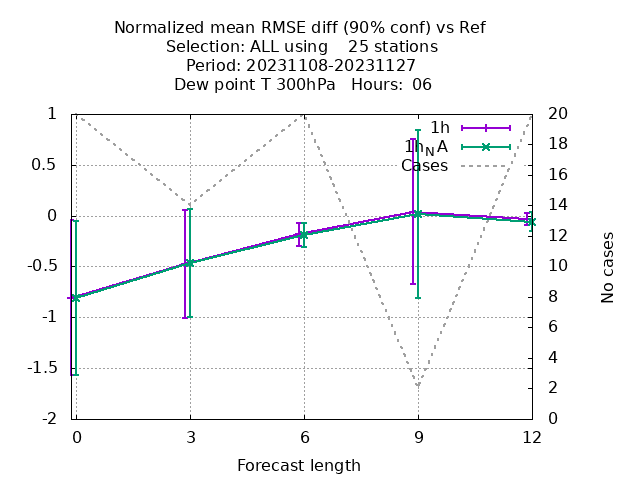 Normalized mean RMSE diff (90% conf) vs Ref
Selection: ALL using    25 stations
Period: 20231108-20231127
Dew point T 300hPa   Hours: 06
1h
1h_N A
Cases
1
0.5
0
-0.5
-1
-1.5
-2
20
18
16
14
12
10
8
6
4
2
0
No cases
0 3 6 9 12
Forecast length